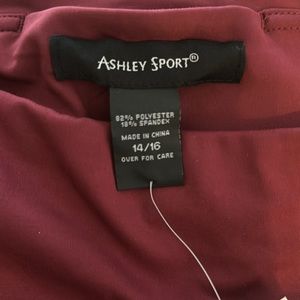 ASHLEY SPORT®
82% POLYESTER
18% SPANDEX
MADE IN CHINA
14/16
OVER FOR CARE